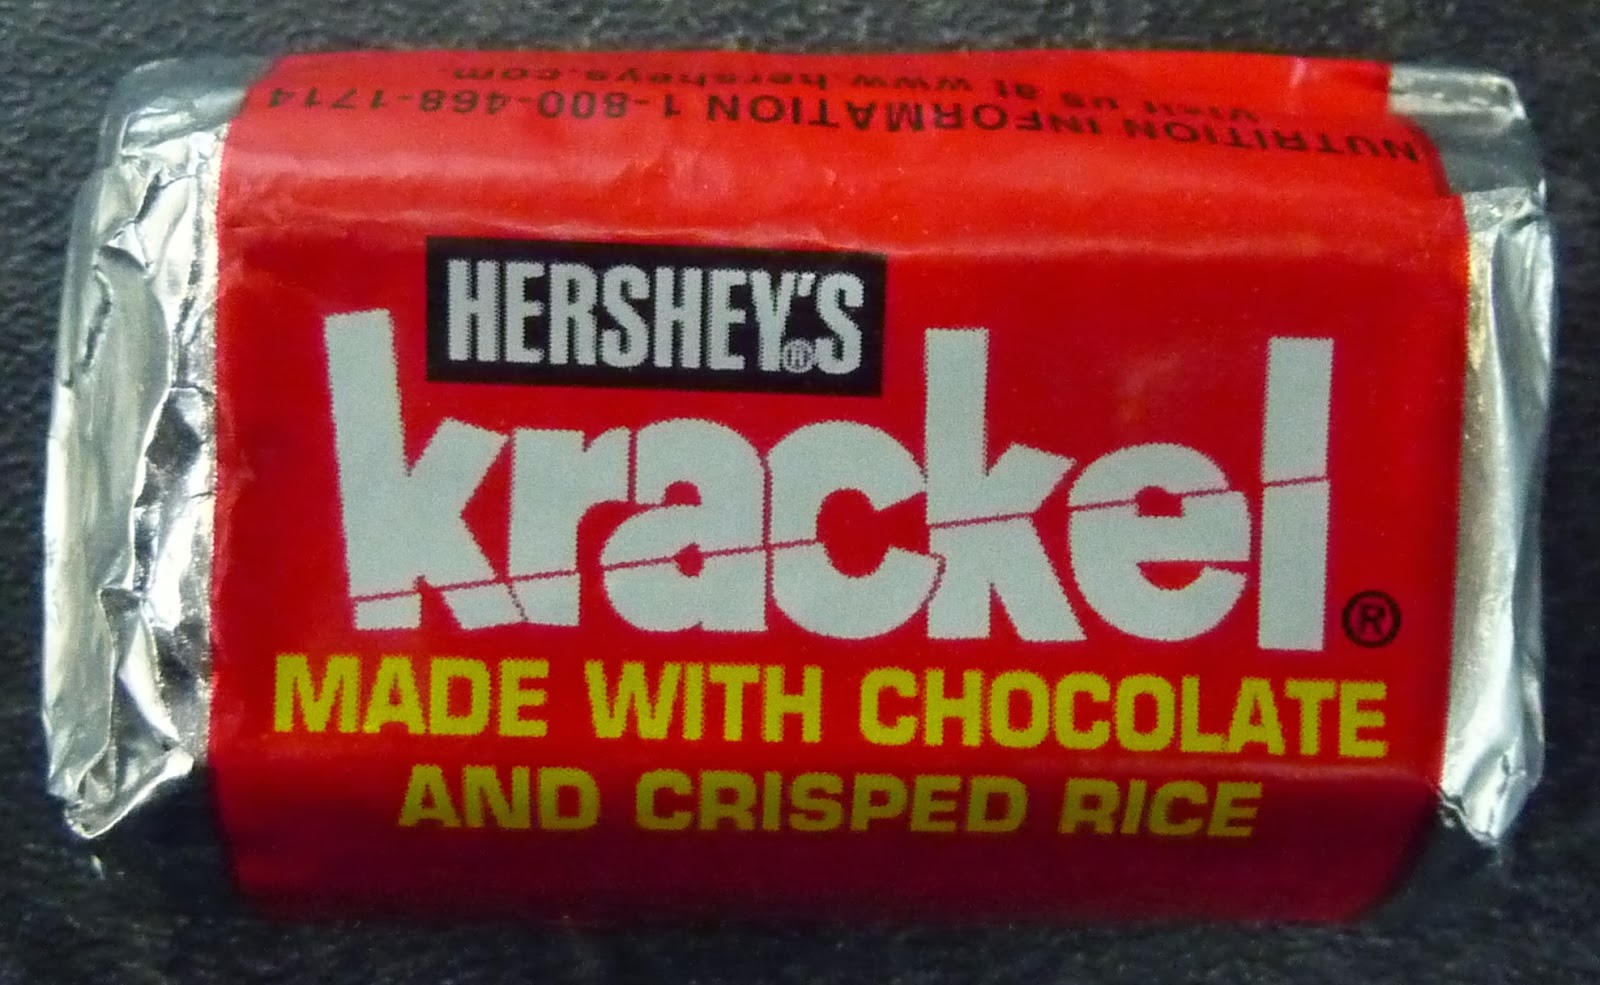 visit us at www.hersheys.com.
NUTRITION INFORMATION 1-800-468-1714
HERSHEY'S®
krackel®
MADE WITH CHOCOLATE
AND CRISPED RICE